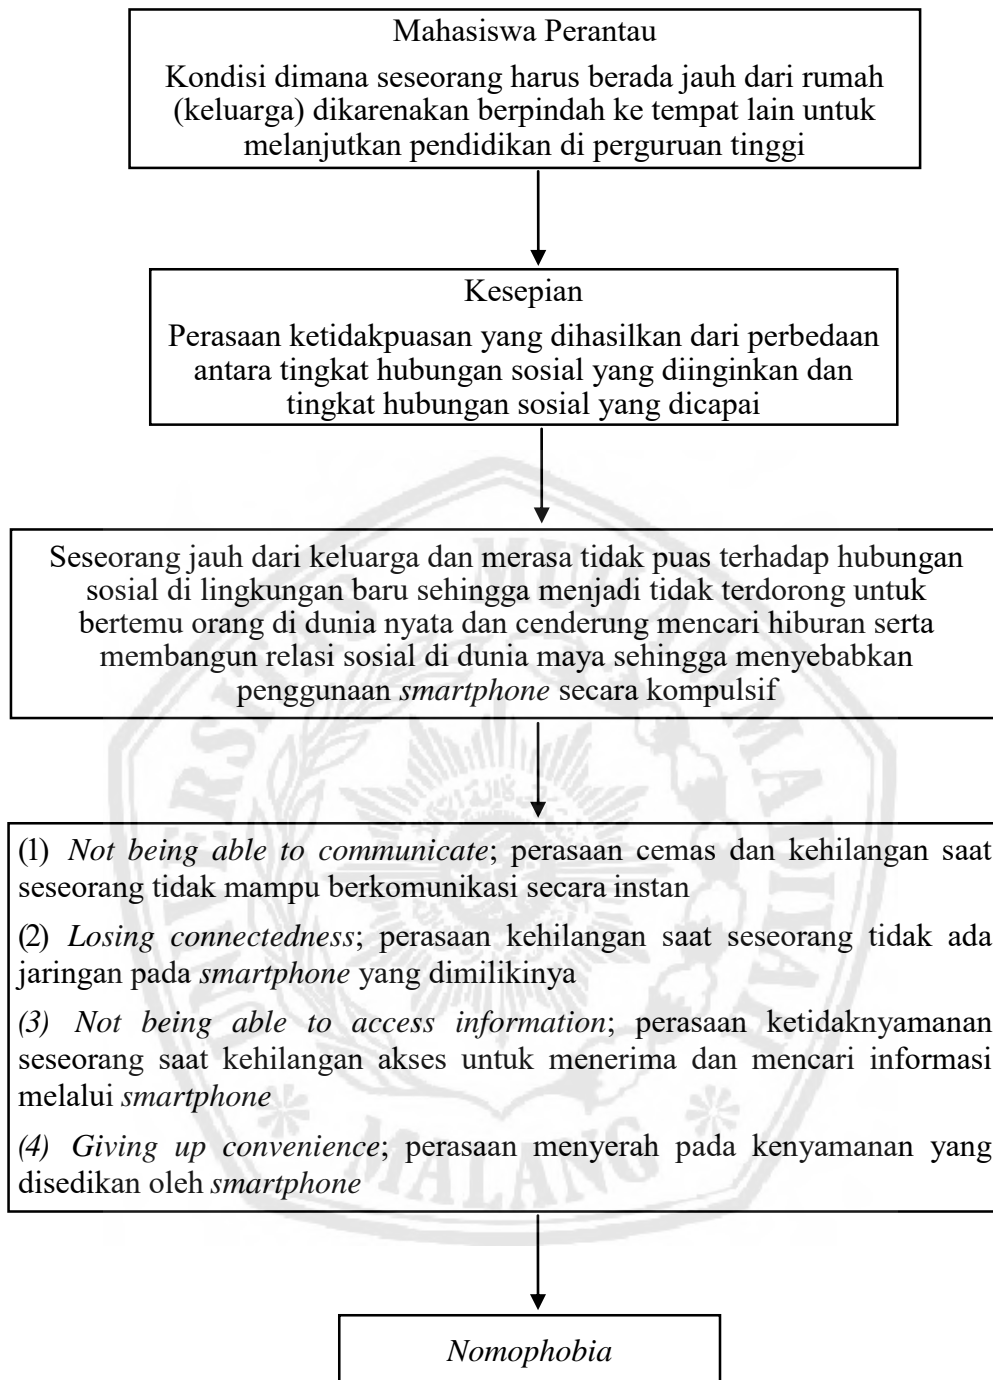 Mahasiswa Perantau
Kondisi dimana seseorang harus berada jauh dari rumah
(keluarga) dikarenakan berpindah ke tempat lain untuk
melanjutkan pendidikan di perguruan tinggi
Kesepian
Perasaan ketidakpuasan yang dihasilkan dari perbedaan
antara tingkat hubungan sosial yang diinginkan dan
tingkat hubungan sosial yang dicapai
Seseorang jauh dari keluarga dan merasa tidak puas terhadap hubungan
sosial di lingkungan baru sehingga menjadi tidak terdorong untuk
bertemu orang di dunia nyata dan cenderung mencari hiburan serta
membangun relasi sosial di dunia maya sehingga menyebabkan
penggunaan smartphone secara kompulsif
(1) Not being able to communicate; perasaan cemas dan kehilangan saat
seseorang tidak mampu berkomunikasi secara instan
(2) Losing connectedness; perasaan kehilangan saat seseorang tidak ada
jaringan pada smartphone yang dimilikinya
(3) Not being able to access information; perasaan ketidaknyamanan
seseorang saat kehilangan akses untuk menerima dan mencari informasi
melalui smartphone
(4) Giving up convenience; perasaan menyerah pada kenyamanan yang
disedikan oleh smartphone
Nomophobia
UNIVERSITAS MUHAMMADIYAH
MALANG